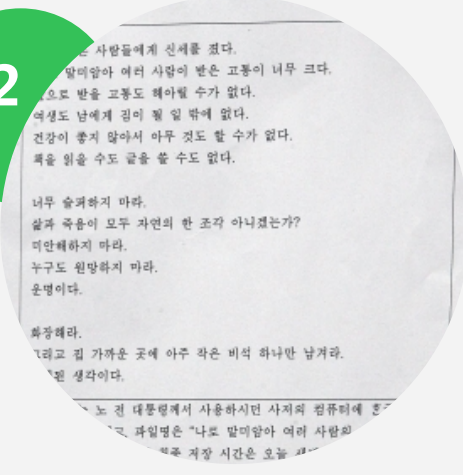 2
사람들에게 신세를 졌다.
말미암아 여러 사람이 받은 고통이 너무 크다.
으로 받을 고통도 헤아릴 수가 없다.
여생도 남에게 짐이 될 일 밖에 없다.
건강이 좋지 않아서 아무 것도 할 수가 없다.
책을 읽을 수도 글을 쓸 수도 없다.
너무 슬퍼하지 마라.
삶과 죽음이 모두 자연의 한 조각 아니겠는가?
미안해하지 마라.
누구도 원망하지 마라.
운명이다.
화장해라.
그리고 집 가까운 곳에 아주 작은 비석 하나만 남겨라.
된 생각이다.
노 전 대통령께서 사용하시던 사저의 컴퓨터에
파일명은 "나로 말미암아 여러 사람의
저장 시간은 오늘